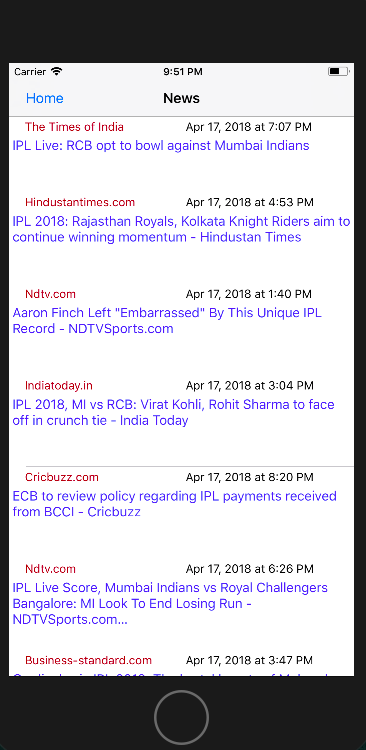 Carrier 9:51 PM
Home News
The Times of India Apr 17, 2018 at 7:07 PM
IPL Live: RCB opt to bowl against Mumbai Indians
Hindustantimes.com Apr 17, 2018 at 4:53 PM
IPL 2018: Rajasthan Royals, Kolkata Knight Riders aim to
continue winning momentum - Hindustan Times
Ndtv.com Apr 17, 2018 at 1:40 PM
Aaron Finch Left "Embarrassed" By This Unique IPL
Record - NDTVSports.com
Indiatoday.in Apr 17, 2018 at 3:04 PM
IPL 2018, MI vs RCB: Virat Kohli, Rohit Sharma to face
off in crunch tie - India Today
Cricbuzz.com Apr 17, 2018 at 8:20 PM
ECB to review policy regarding IPL payments received
from BCCI - Cricbuzz
Ndtv.com Apr 17, 2018 at 6:26 PM
IPL Live Score, Mumbai Indians vs Royal Challengers
Bangalore: MI Look To End Losing Run -
NDTVSports.com...
Business-standard.com Apr 17, 2018 at 3:47 PM